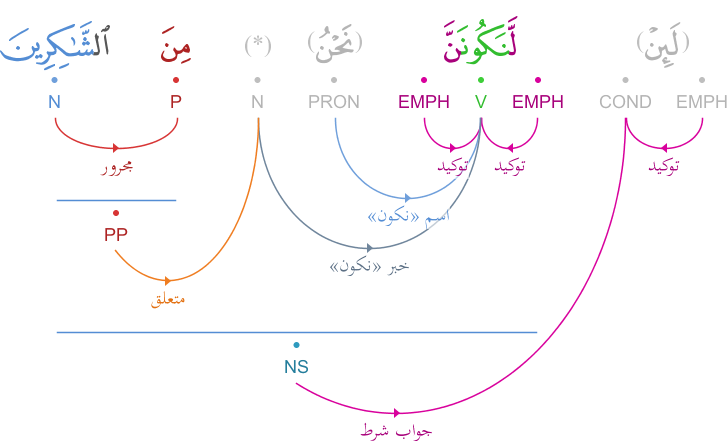 (لَئِنْ) لَّنَكُونَنَّ (نَحْنُ) (*) مِنَ ٱلشَّـٰكِرِينَ
EMPH COND EMPH V EMPH PRON N P N
توكيد توكيد توكيد مجرور
اسم «نكون»
PP
خبر «نكون»
متعلق
NS
جواب شرط